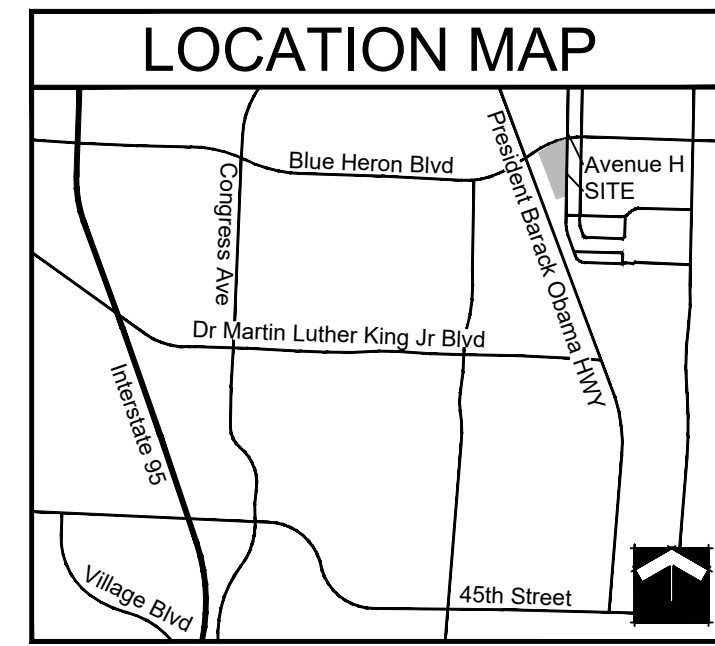 LOCATION MAP
Blue Heron Blvd
Avenue H
SITE
Congress Ave
President Barack Obama HWY
Dr Martin Luther King Jr Blvd
Interstate 95
Village Blvd
45th Street